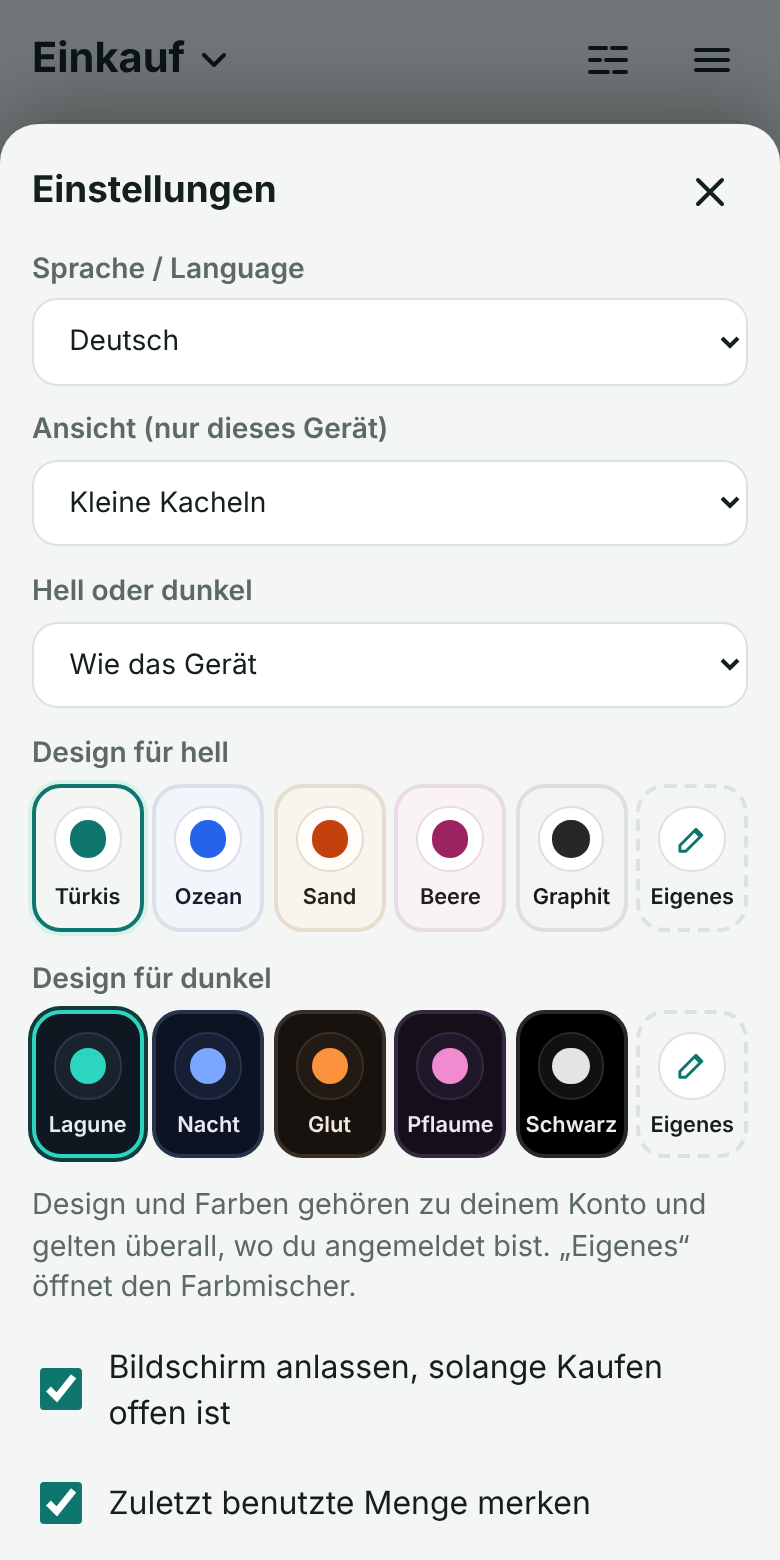 Einkauf
Einstellungen
Sprache / Language
Deutsch
Ansicht (nur dieses Gerät)
Kleine Kacheln
Hell oder dunkel
Wie das Gerät
Design für hell
Türkis Ozean Sand Beere Graphit Eigenes
Design für dunkel
Lagune Nacht Glut Pflaume Schwarz Eigenes
Design und Farben gehören zu deinem Konto und
gelten überall, wo du angemeldet bist. „Eigenes“
öffnet den Farbmischer.
Bildschirm anlassen, solange Kaufen
offen ist
Zuletzt benutzte Menge merken